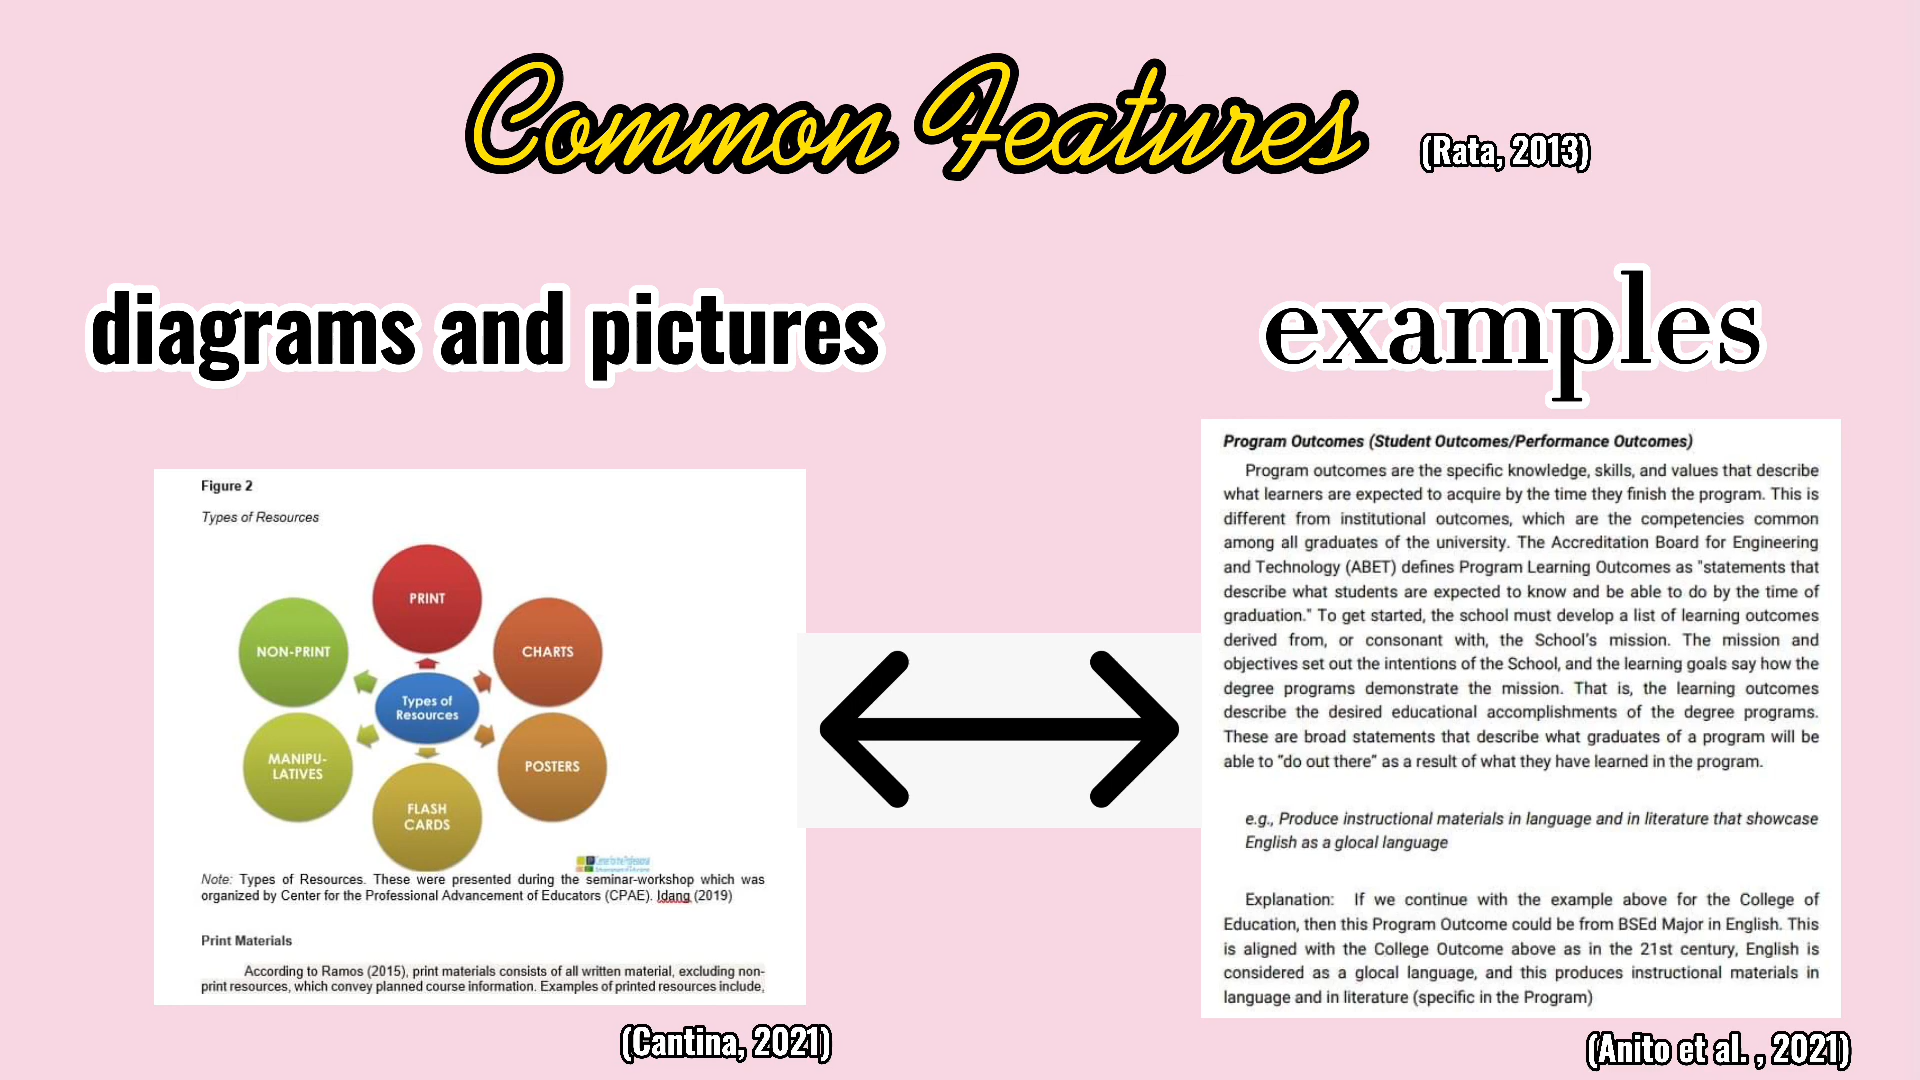 Common Features
(Rata, 2013)
diagrams and pictures
examples
Figure 2
Types of Resources
PRINT
NON-PRINT
CHARTS
Types of
Resources
MANIPU-
LATIVES
POSTERS
FLASH
CARDS
Center for the Professional
Note: Types of Resources. These were presented during the seminar-workshop which was
organized by Center for the Professional Advancement of Educators (CPAE). Idang (2019)
Print Materials
According to Ramos (2015), print materials consists of all written material, excluding non-
print resources, which convey planned course information. Examples of printed resources include,
(Cantina, 2021)
Program Outcomes (Student Outcomes/Performance Outcomes)
Program outcomes are the specific knowledge, skills, and values that describe
what learners are expected to acquire by the time they finish the program. This is
different from institutional outcomes, which are the competencies common
among all graduates of the university. The Accreditation Board for Engineering
and Technology (ABET) defines Program Learning Outcomes as "statements that
describe what students are expected to know and be able to do by the time of
graduation." To get started, the school must develop a list of learning outcomes
derived from, or consonant with, the School's mission. The mission and
objectives set out the intentions of the School, and the learning goals say how the
degree programs demonstrate the mission. That is, the learning outcomes
describe the desired educational accomplishments of the degree programs.
These are broad statements that describe what graduates of a program will be
able to "do out there" as a result of what they have learned in the program.
e.g., Produce instructional materials in language and in literature that showcase
English as a glocal language
Explanation: If we continue with the example above for the College of
Education, then this Program Outcome could be from BSEd Major in English. This
is aligned with the College Outcome above as in the 21st century, English is
considered as a glocal language, and this produces instructional materials in
language and in literature (specific in the Program)
(Anito et al. , 2021)